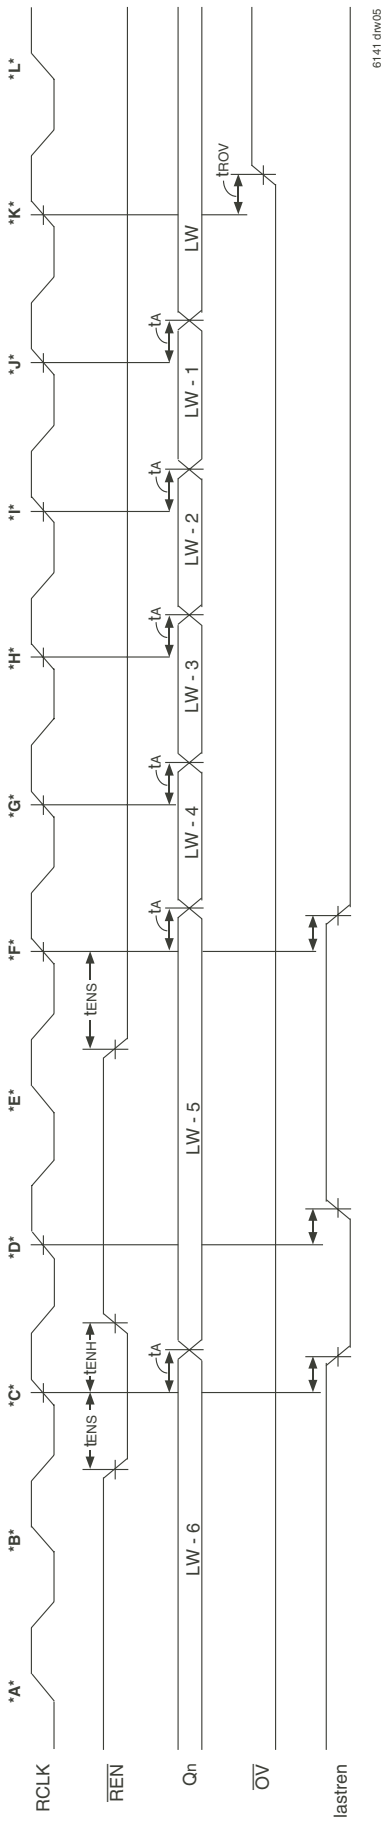 *A* *B* *C* *D* *E* *F* *G* *H* *I* *J* *K* *L*
RCLK
tENS tENH tENS
REN
tA tA tA tA tA tA
Qn LW - 6 LW - 5 LW - 4 LW - 3 LW - 2 LW - 1 LW
tROV
OV
lastren
6141 drw05